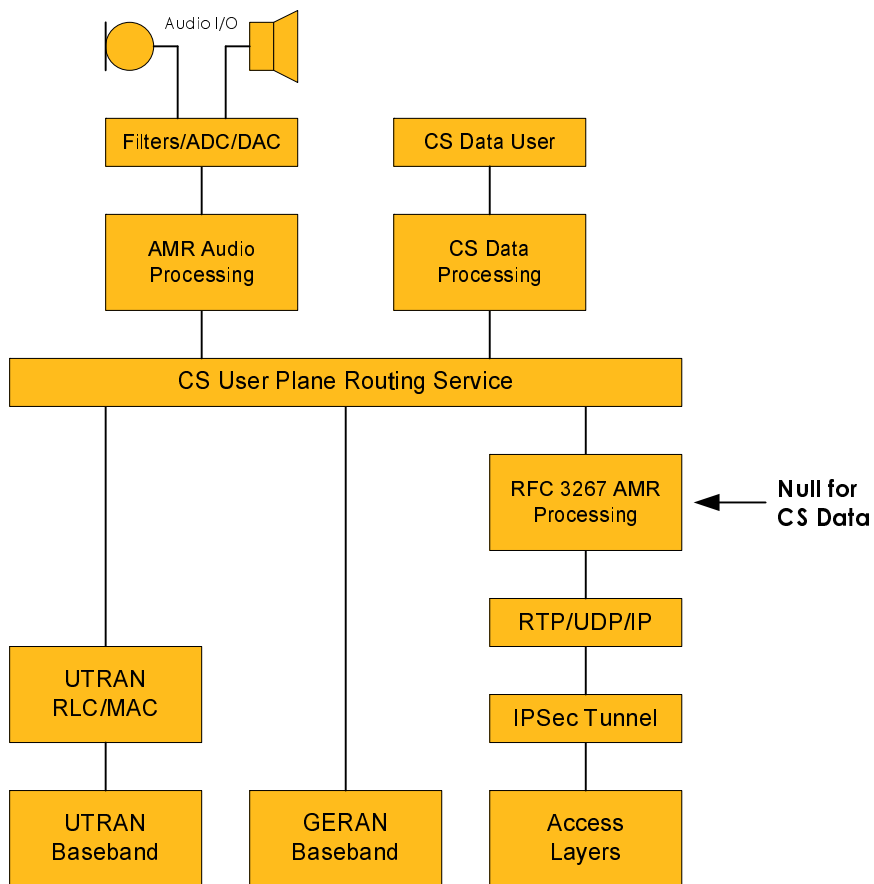 Audio I/O
Filters/ADC/DAC
CS Data User
AMR Audio
Processing
CS Data
Processing
CS User Plane Routing Service
RFC 3267 AMR
Processing
Null for
CS Data
RTP/UDP/IP
UTRAN
RLC/MAC
IPSec Tunnel
UTRAN
Baseband
GERAN
Baseband
Access
Layers